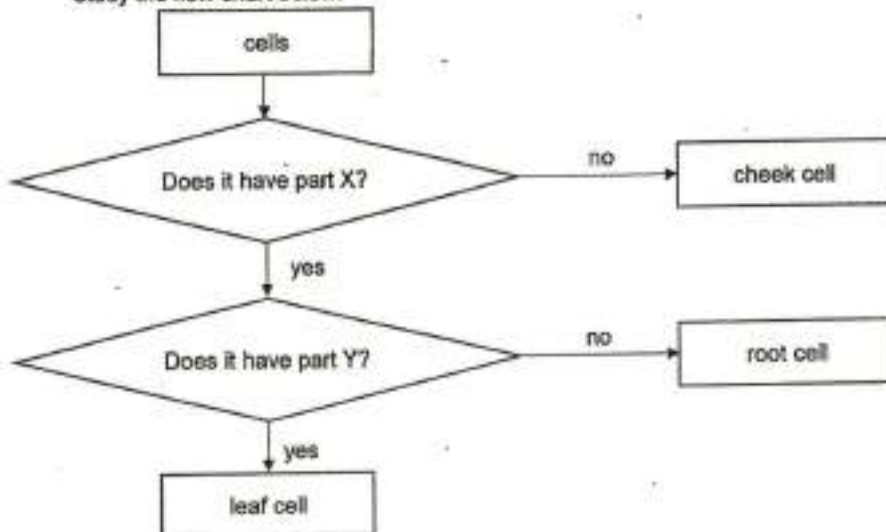 cells
Does it have part X?
no
cheek cell
yes
Does it have part Y?
no
root cell
yes
leaf cell